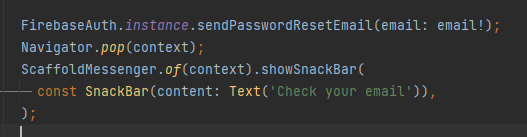 FirebaseAuth.instance.sendPasswordResetEmail(email: email!);
Navigator.pop(context);
ScaffoldMessenger.of(context).showSnackBar(
const SnackBar(content: Text('Check your email')),
);